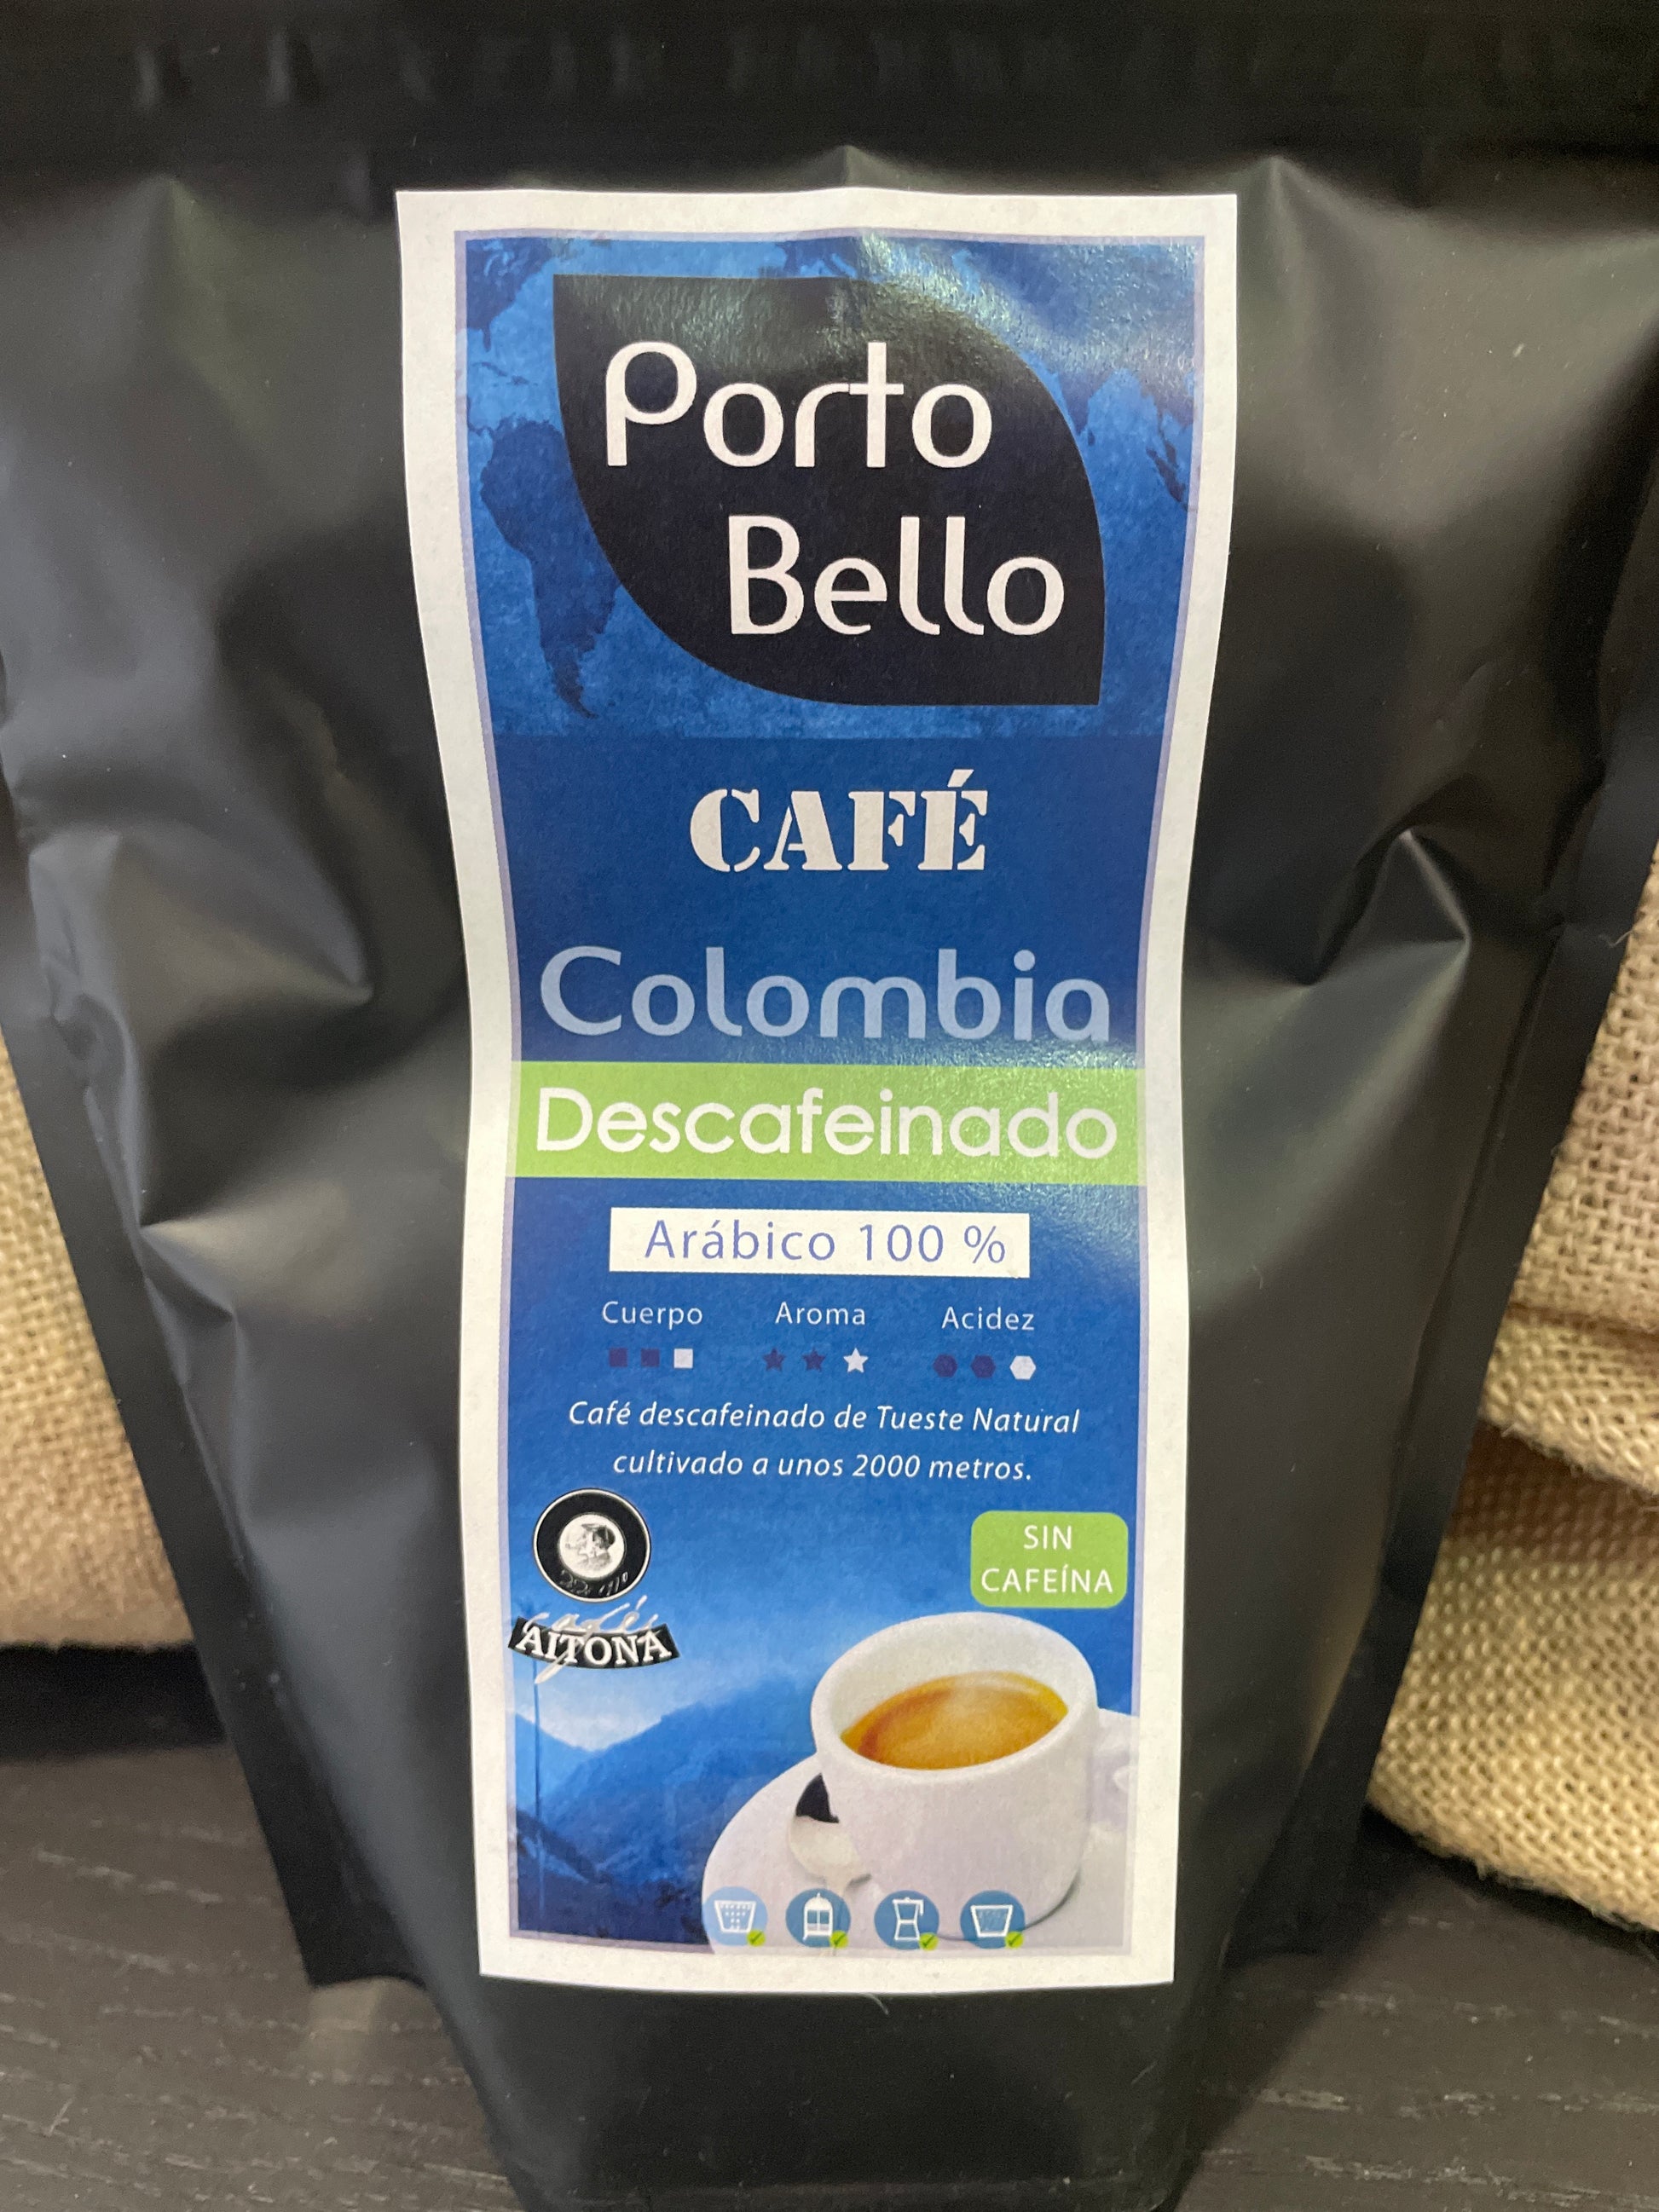 Porto
Bello
CAFÉ
Colombia
Descafeinado
Arábico 100 %
Cuerpo Aroma Acidez
Café descafeinado de Tueste Natural
cultivado a unos 2000 metros.
SIN
CAFEÍNA
café
AITONA